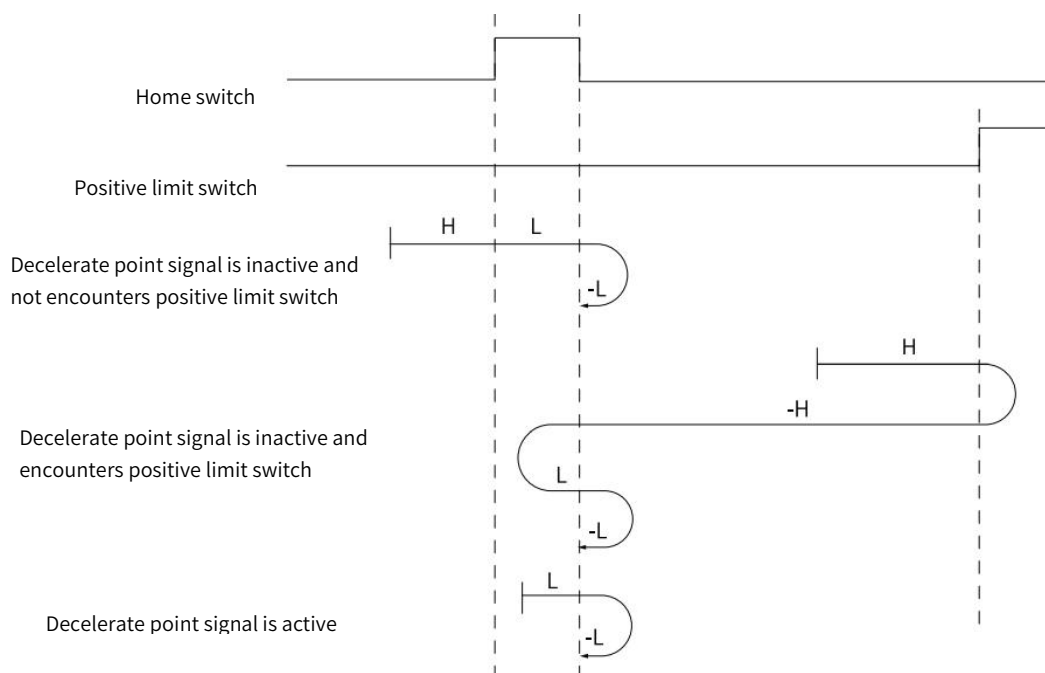 Home switch
Positive limit switch
H
L
Decelerate point signal is inactive and
not encounters positive limit switch
-L
H
-H
Decelerate point signal is inactive and
encounters positive limit switch
L
-L
L
Decelerate point signal is active
-L